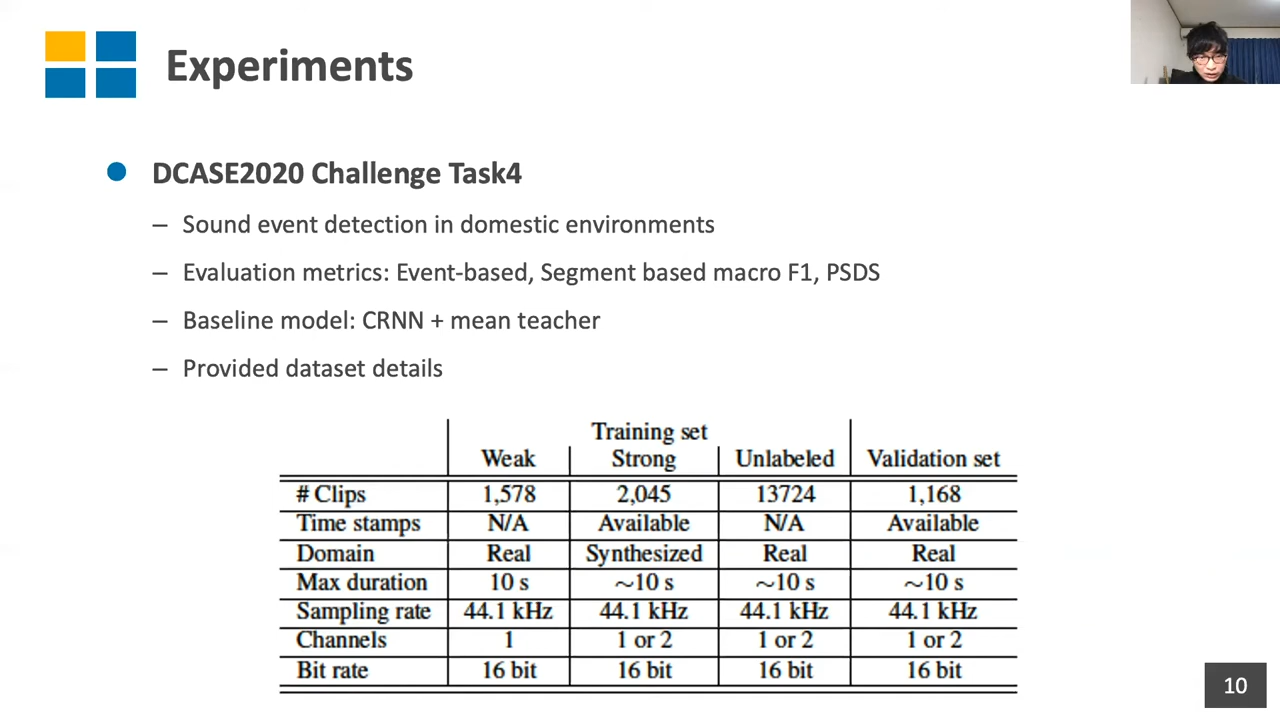 Experiments
DCASE2020 Challenge Task4
– Sound event detection in domestic environments
– Evaluation metrics: Event-based, Segment based macro F1, PSDS
– Baseline model: CRNN + mean teacher
– Provided dataset details
Training set
Weak Strong Unlabeled Validation set
# Clips 1,578 2,045 13724 1,168
Time stamps N/A Available N/A Available
Domain Real Synthesized Real Real
Max duration 10 s ~10 s ~10 s ~10 s
Sampling rate 44.1 kHz 44.1 kHz 44.1 kHz 44.1 kHz
Channels 1 1 or 2 1 or 2 1 or 2
Bit rate 16 bit 16 bit 16 bit 16 bit
10